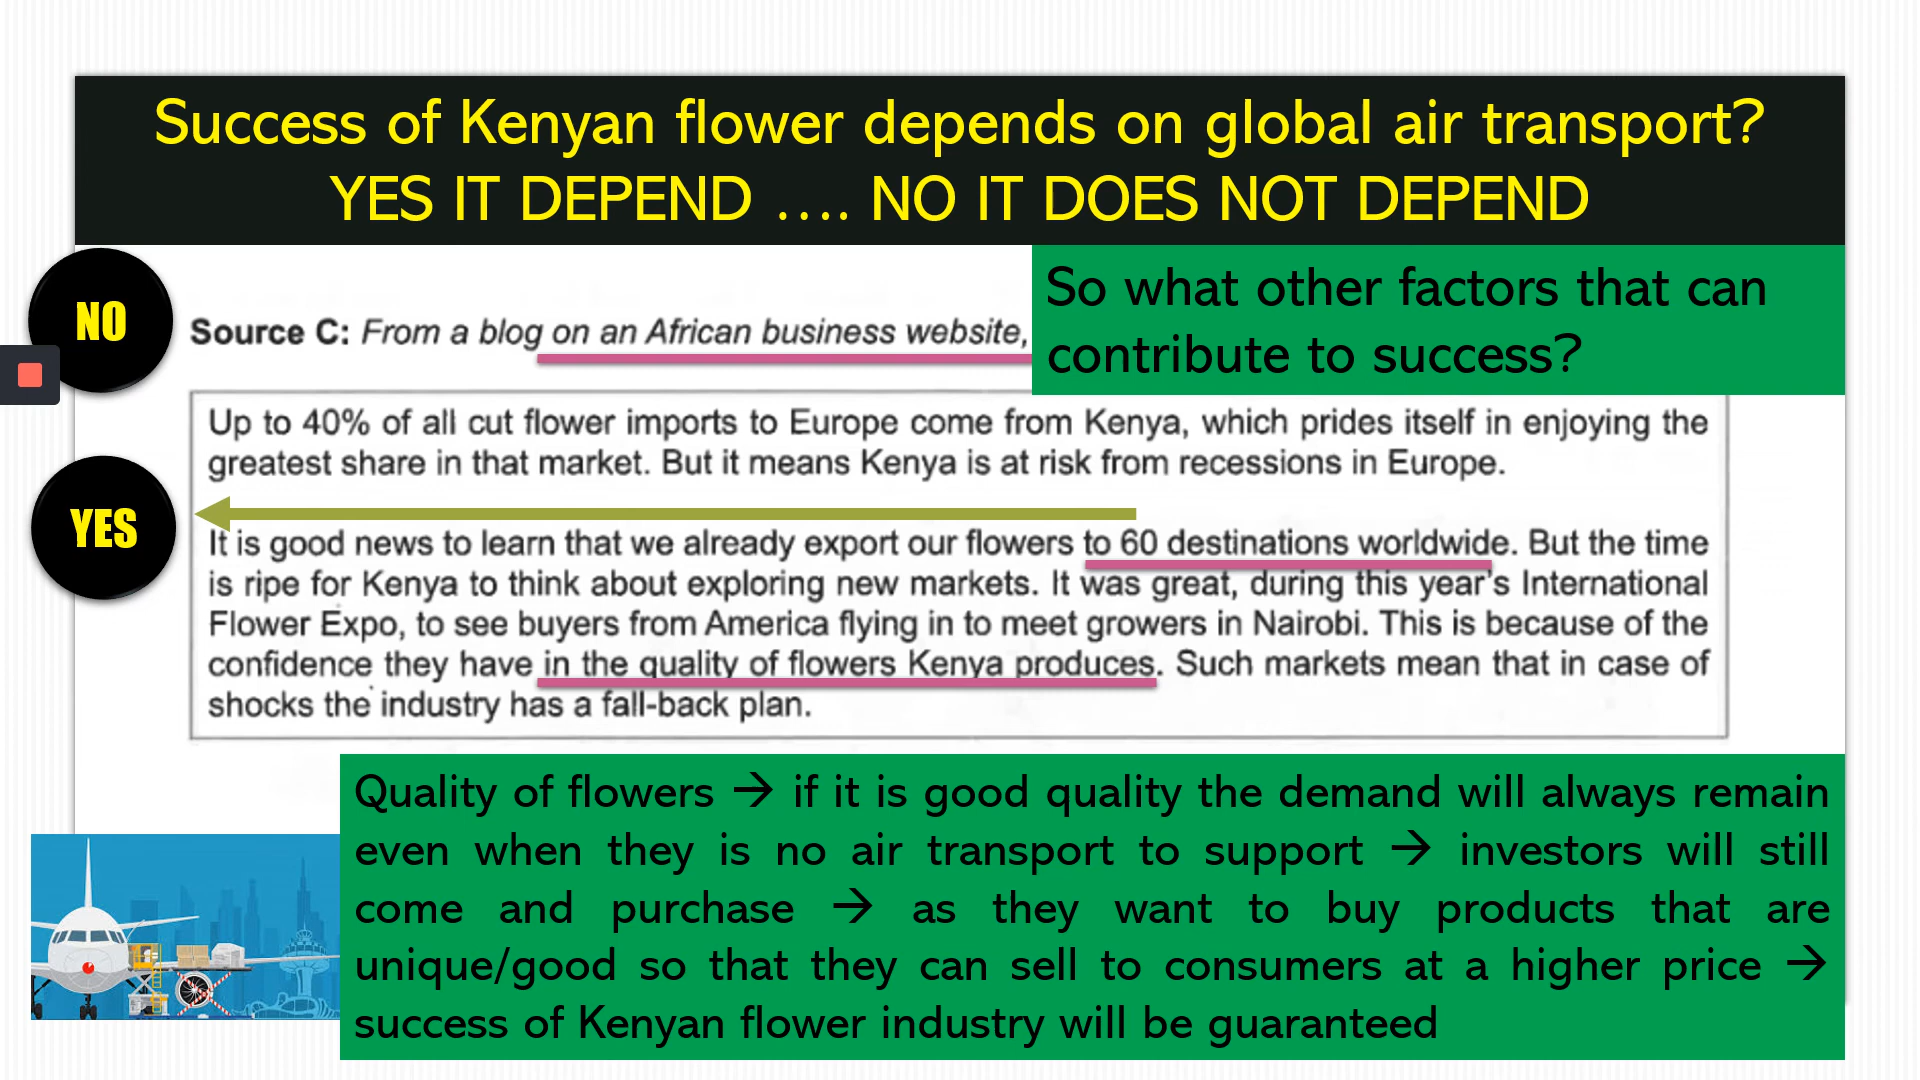 Success of Kenyan flower depends on global air transport?
YES IT DEPEND …. NO IT DOES NOT DEPEND
NO
So what other factors that can
contribute to success?
Source C: From a blog on an African business website,
Up to 40% of all cut flower imports to Europe come from Kenya, which prides itself in enjoying the
greatest share in that market. But it means Kenya is at risk from recessions in Europe.
YES
It is good news to learn that we already export our flowers to 60 destinations worldwide. But the time
is ripe for Kenya to think about exploring new markets. It was great, during this year's International
Flower Expo, to see buyers from America flying in to meet growers in Nairobi. This is because of the
confidence they have in the quality of flowers Kenya produces. Such markets mean that in case of
shocks the industry has a fall-back plan.
Quality of flowers → if it is good quality the demand will always remain
even when they is no air transport to support → investors will still
come and purchase → as they want to buy products that are
unique/good so that they can sell to consumers at a higher price →
success of Kenyan flower industry will be guaranteed